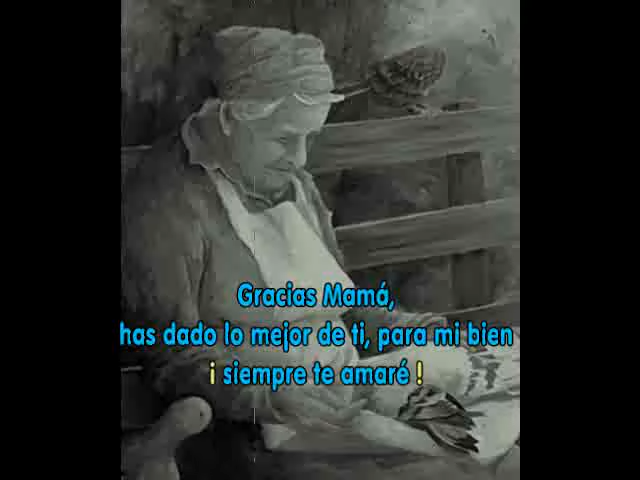 Gracias Mamá,
has dado lo mejor de ti, para mi bien
¡ siempre te amaré !